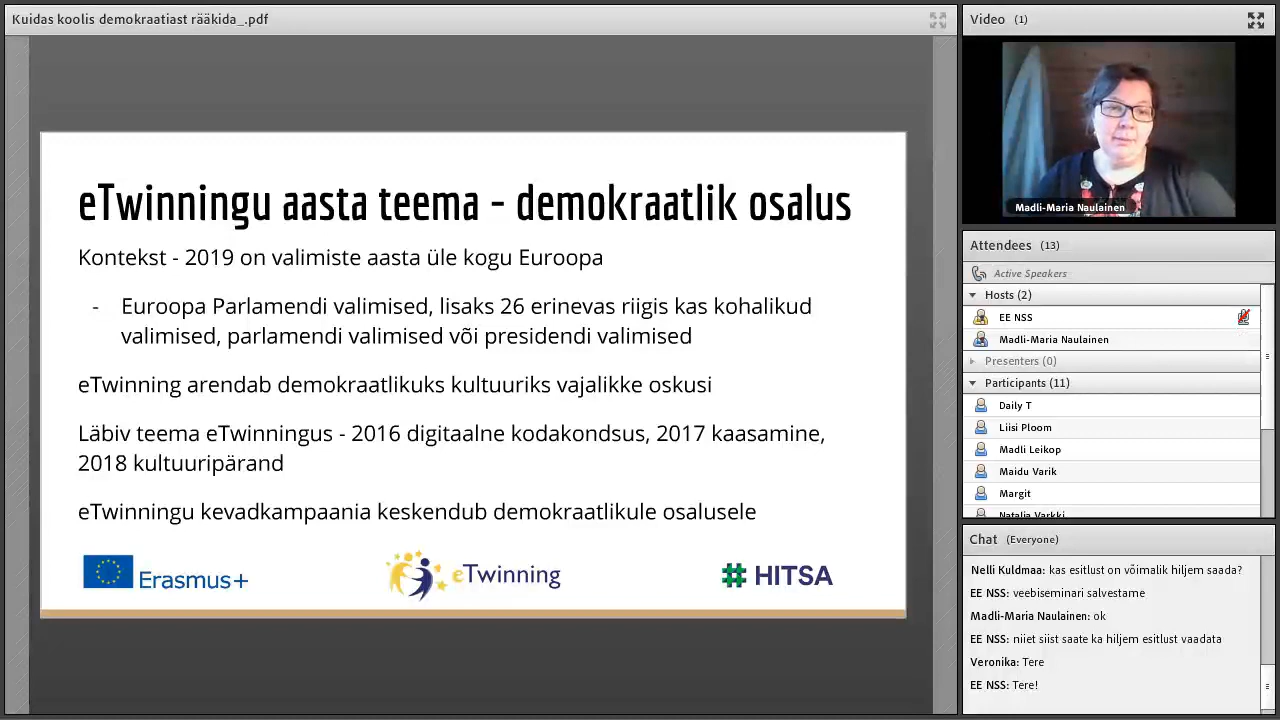 Kuidas koolis demokraatiast rääkida_.pdf
eTwinningu aasta teema - demokraatlik osalus
Kontekst - 2019 on valimiste aasta üle kogu Euroopa
- Euroopa Parlamendi valimised, lisaks 26 erinevas riigis kas kohalikud
valimised, parlamendi valimised või presidendi valimised
eTwinning arendab demokraatlikuks kultuuriks vajalikke oskusi
Läbiv teema eTwinningus - 2016 digitaalne kodakondsus, 2017 kaasamine,
2018 kultuuripärand
eTwinningu kevadkampaania keskendub demokraatlikule osalusele
Erasmus+
eTwinning
# HITSA
Video (1)
Madli-Maria Naulainen
Attendees (13)
Active Speakers
Hosts (2)
EE NSS
Madli-Maria Naulainen
Presenters (0)
Participants (11)
Daily T
Liisi Ploom
Madli Leikop
Maidu Varik
Margit
Natalia Varkki
Chat (Everyone)
Nelli Kuldmaa: kas esitlust on võimalik hiljem saada?
EE NSS: veebiseminari salvestame
Madli-Maria Naulainen: ok
EE NSS: niiet siist saate ka hiljem esitlust vaadata
Veronika: Tere
EE NSS: Tere!